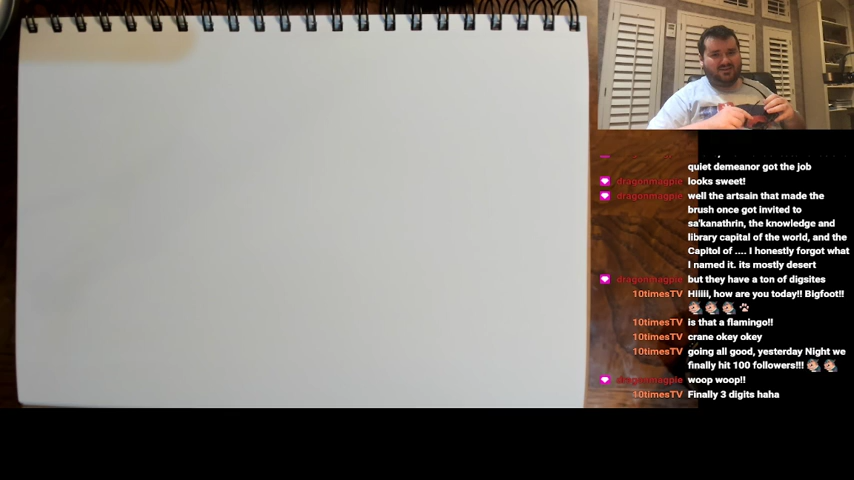 quiet demeanor got the job
dragonmagpie looks sweet!
dragonmagpie well the artsain that made the
brush once got invited to
sa'kanathrin, the knowledge and
library capital of the world, and the
Capitol of .... I honestly forgot what
I named it. its mostly desert
dragonmagpie but they have a ton of digsites
10timesTV Hiiiii, how are you today!! Bigfoot!!
10timesTV is that a flamingo!!
10timesTV crane okey okey
10timesTV going all good, yesterday Night we
finally hit 100 followers!!!
dragonmagpie woop woop!!
10timesTV Finally 3 digits haha